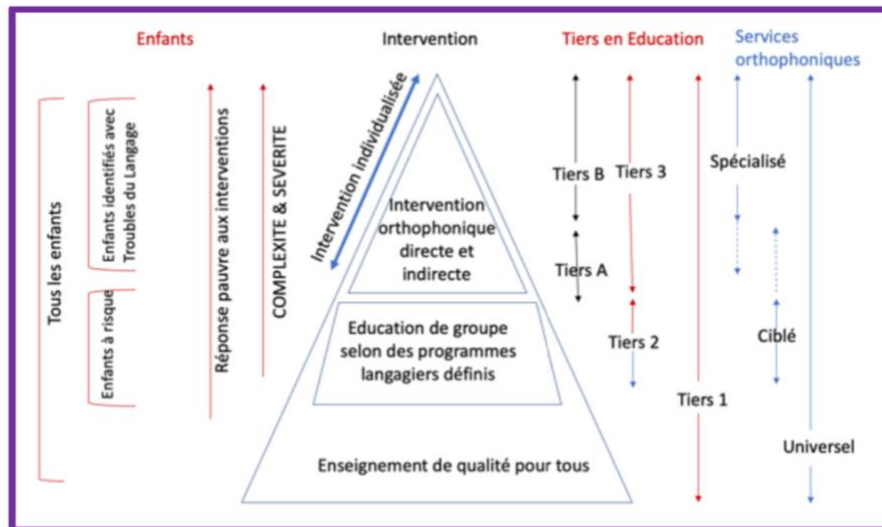 Enfants
Intervention
Tiers en Education
Services
orthophoniques
Tous les enfants
Enfants identifiés avec
Troubles du Langage
Enfants à risque
Réponse pauvre aux interventions
COMPLEXITE & SEVERITE
Intervention individualisée
Intervention
orthophonique
directe et
indirecte
Education de groupe
selon des programmes
langagiers définis
Enseignement de qualité pour tous
Tiers B
Tiers A
Tiers 3
Tiers 2
Tiers 1
Spécialisé
Ciblé
Universel